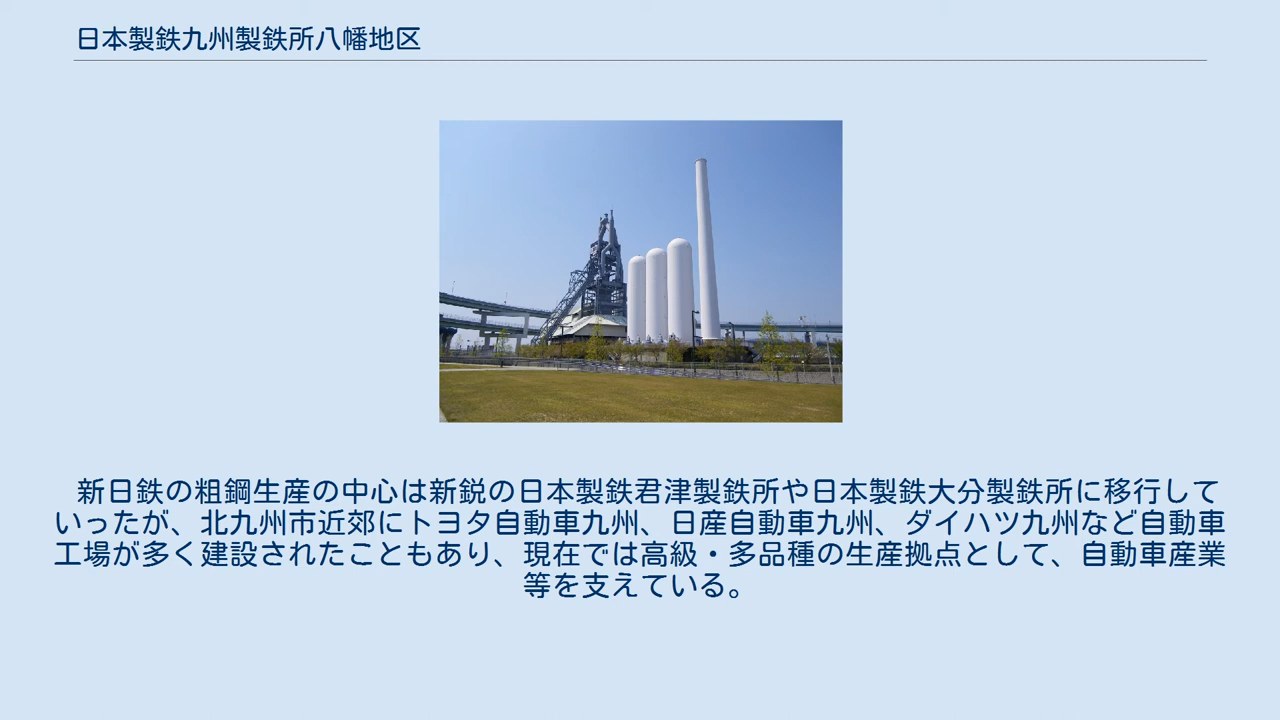 日本製鉄九州製鉄所八幡地区
新日鉄の粗鋼生産の中心は新鋭の日本製鉄君津製鉄所や日本製鉄大分製鉄所に移行して
いったが、北九州市近郊にトヨタ自動車九州、日産自動車九州、ダイハツ九州など自動車
工場が多く建設されたこともあり、現在では高級・多品種の生産拠点として、自動車産業
等を支えている。